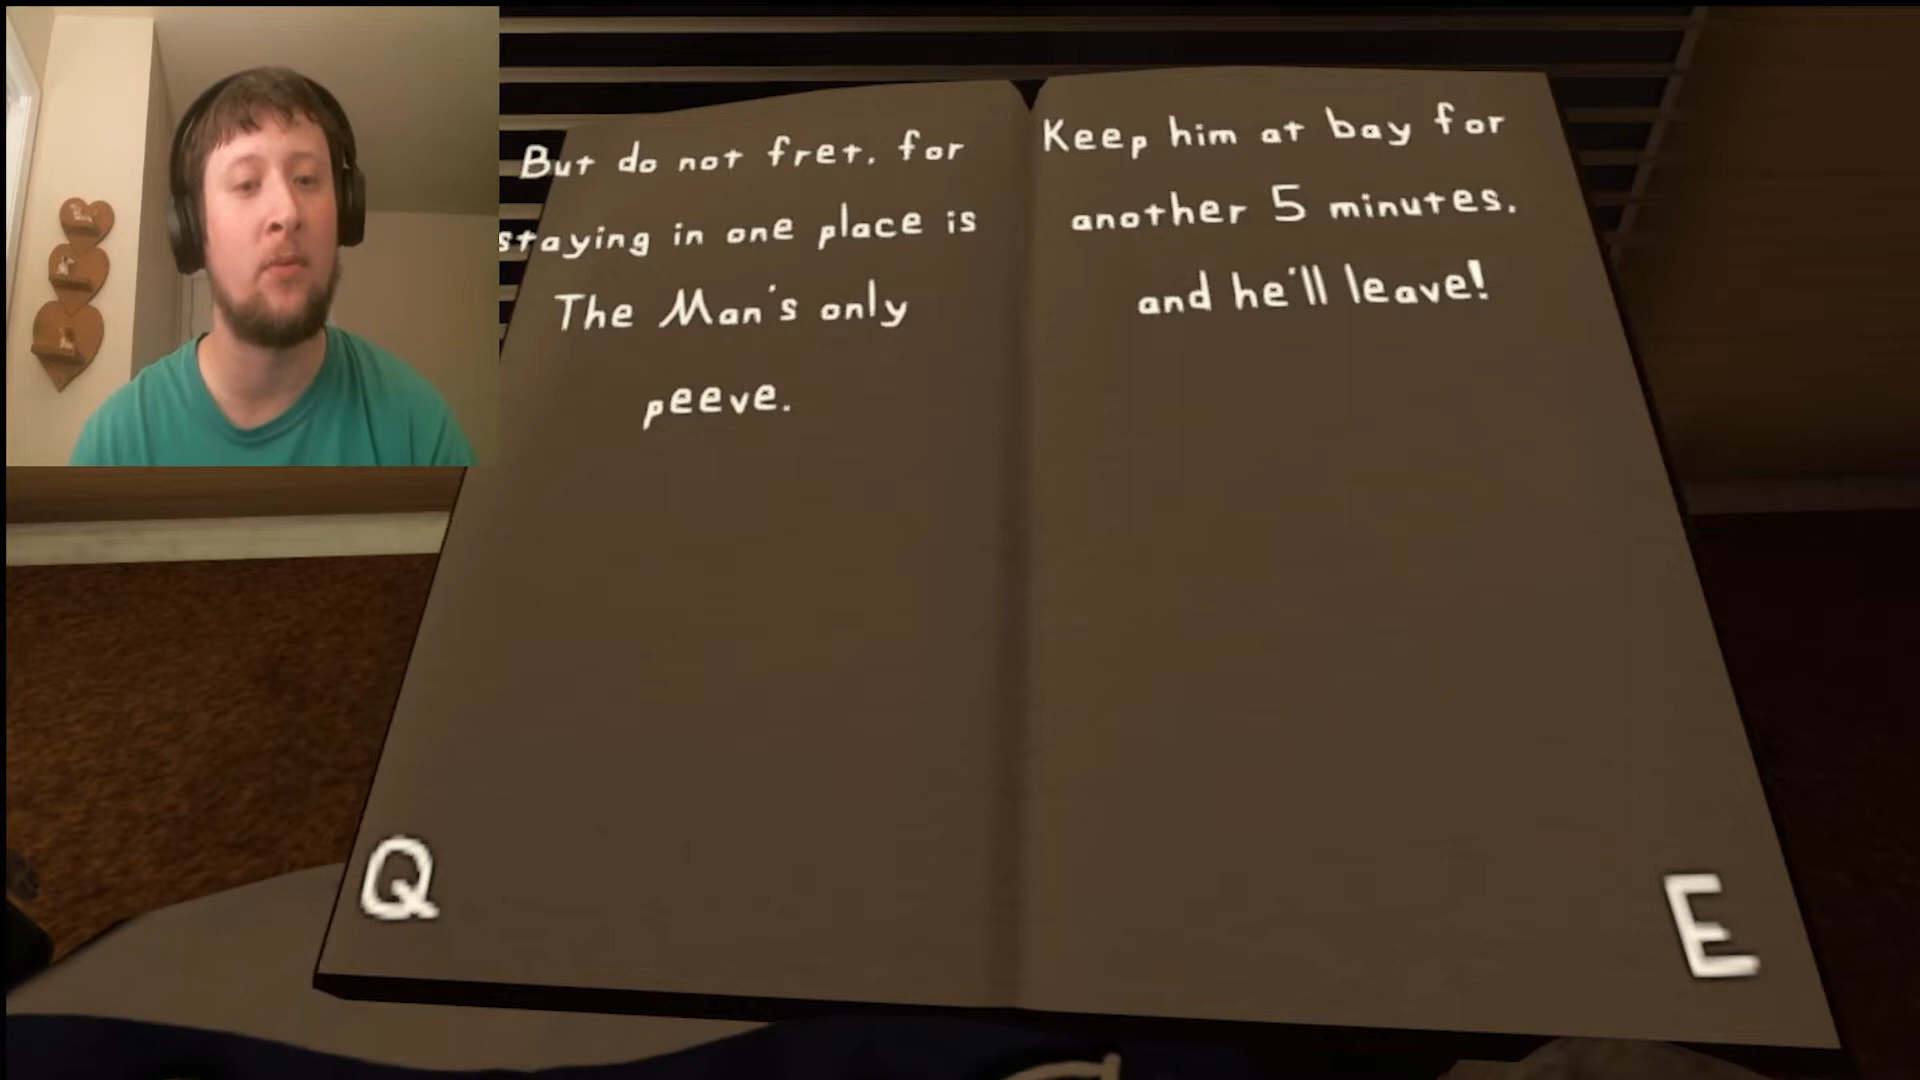 But do not fret, for
staying in one place is
The Man's only
peeve.
Keep him at bay for
another 5 minutes,
and he'll leave!
Q
E